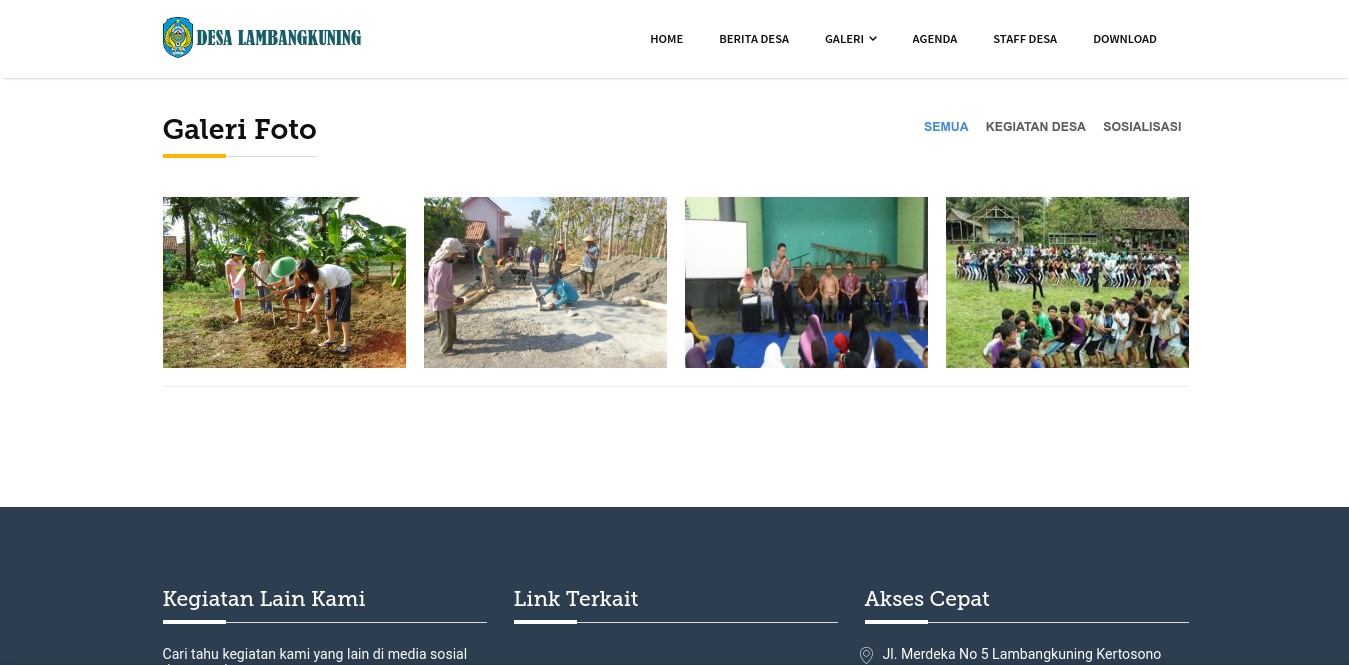 DESA LAMBANGKUNING
HOME BERITA DESA GALERI AGENDA STAFF DESA DOWNLOAD
Galeri Foto
SEMUA KEGIATAN DESA SOSIALISASI
Kegiatan Lain Kami
Link Terkait
Akses Cepat
Cari tahu kegiatan kami yang lain di media sosial
Jl. Merdeka No 5 Lambangkuning Kertosono